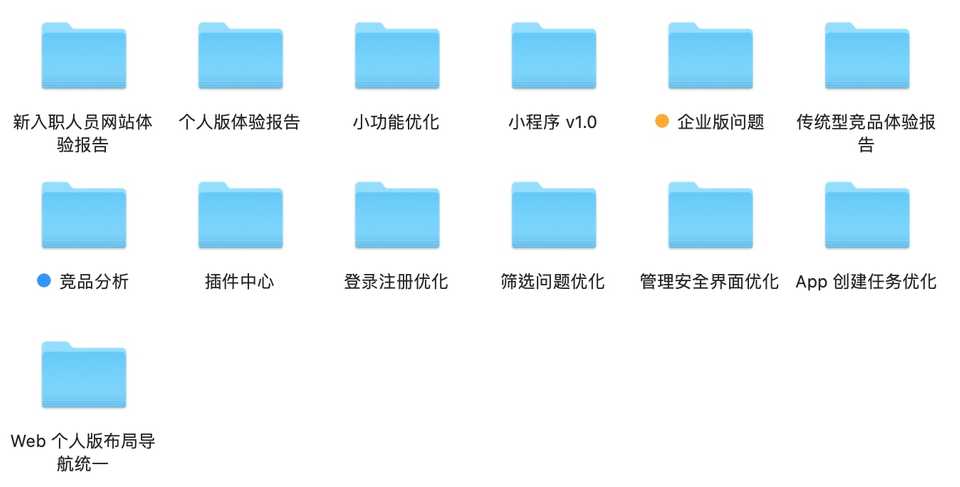 新入职人员网站体
验报告
个人版体验报告
小功能优化
小程序 v1.0
企业版问题
传统型竞品体验报
告
竞品分析
插件中心
登录注册优化
筛选问题优化
管理安全界面优化
App 创建任务优化
Web 个人版布局导
航统一